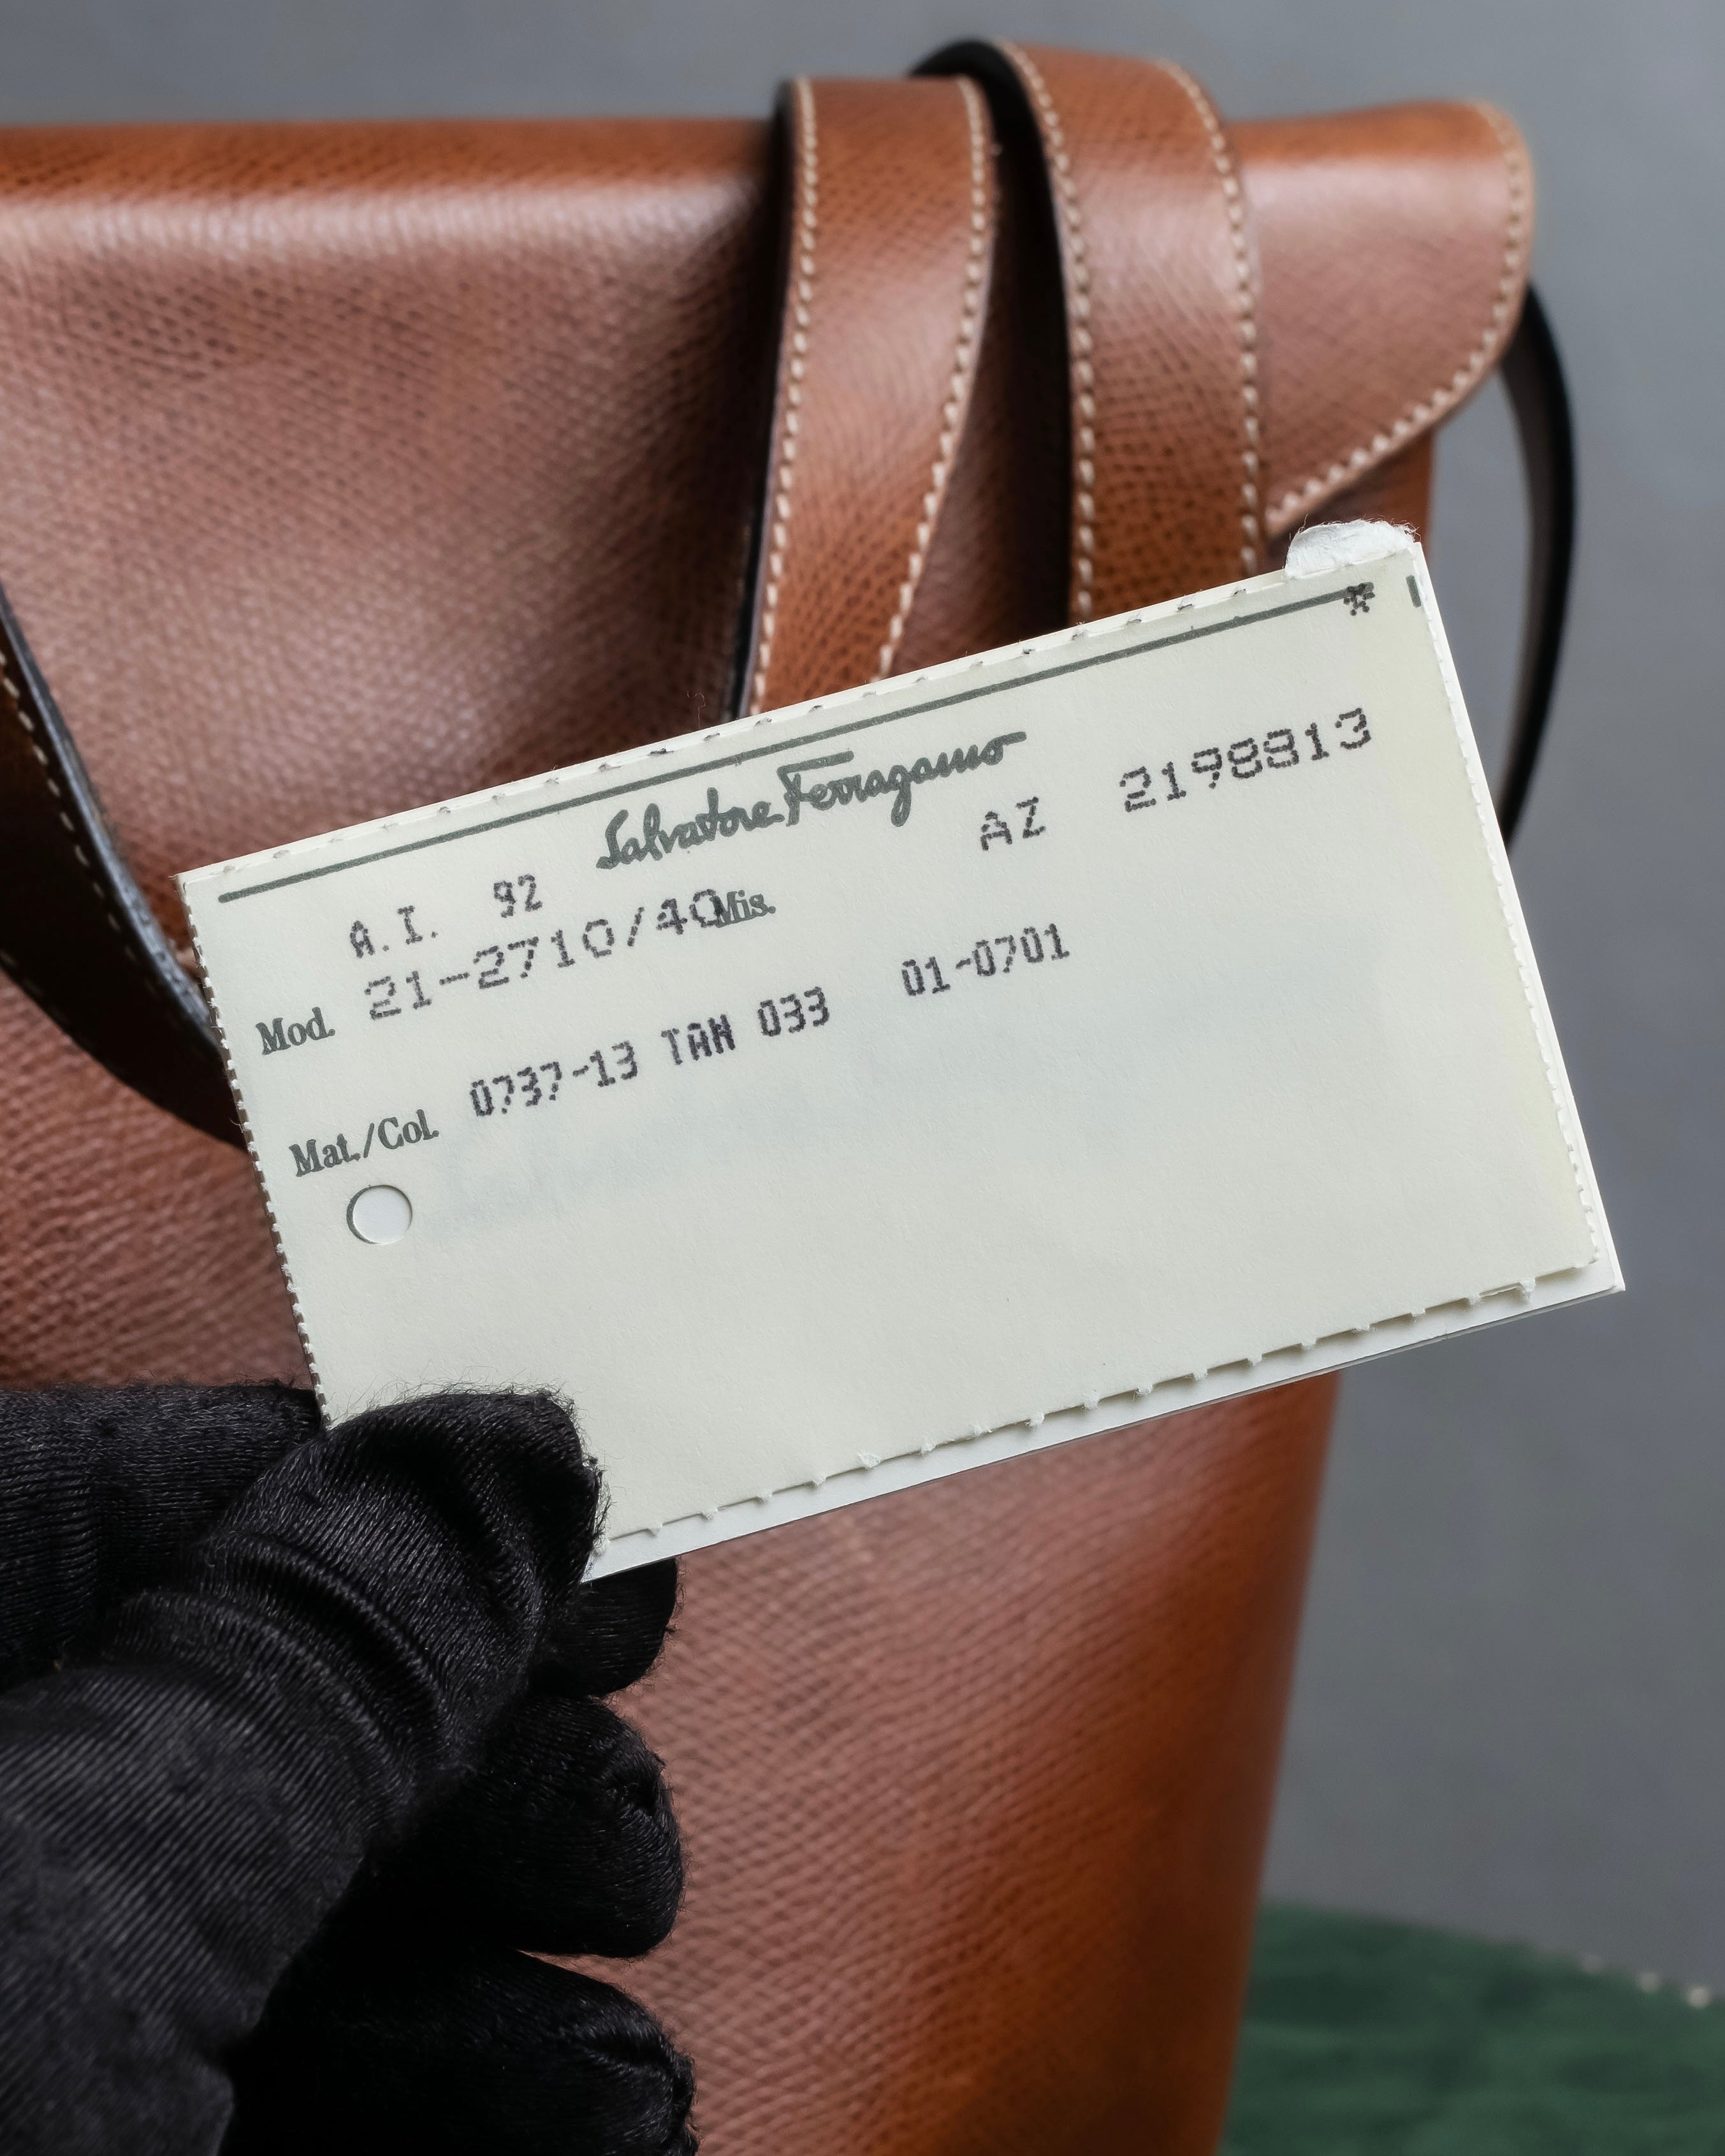 *
Salvatore Ferragamo
A.I. 92 AZ 2198813
Mod. 21-2710/40 Mis.
Mat./Col. 0737-13 TAN 033 01-0701